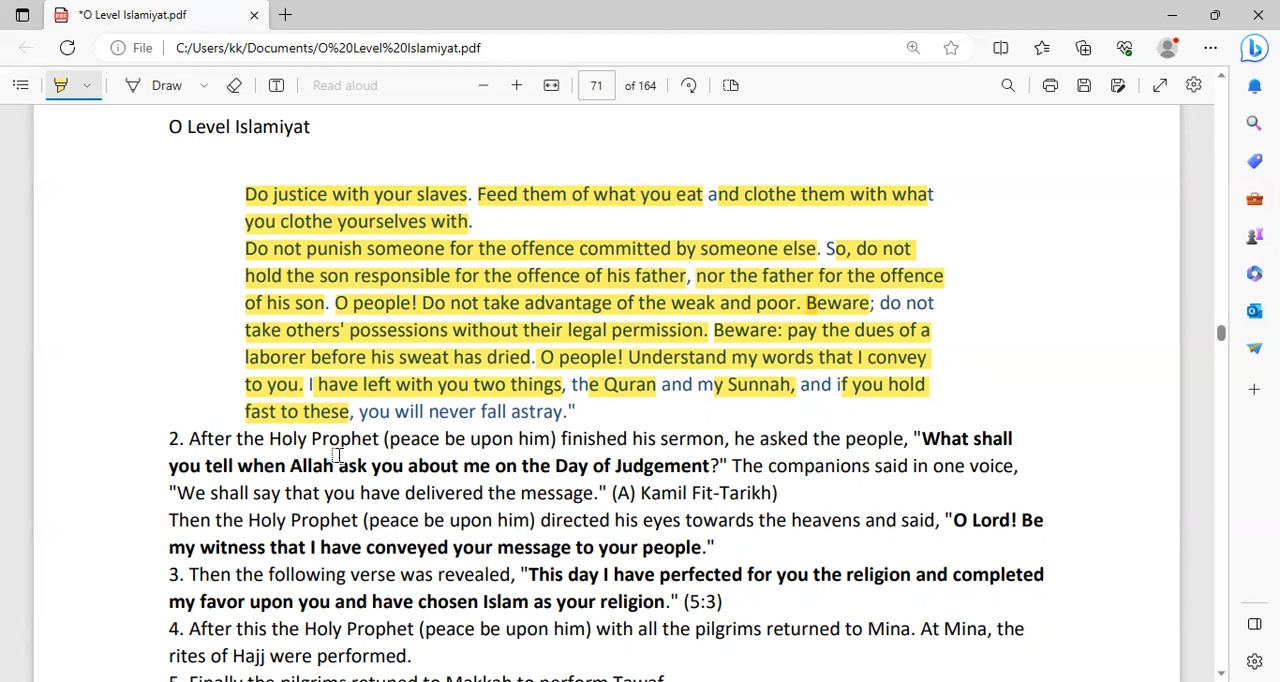 *O Level Islamiyat.pdf
File
C:/Users/kk/Documents/O%20Level%20Islamiyat.pdf
Draw
Read aloud
71
of 164
O Level Islamiyat
Do justice with your slaves. Feed them of what you eat and clothe them with what
you clothe yourselves with.
Do not punish someone for the offence committed by someone else. So, do not
hold the son responsible for the offence of his father, nor the father for the offence
of his son. O people! Do not take advantage of the weak and poor. Beware; do not
take others' possessions without their legal permission. Beware: pay the dues of a
laborer before his sweat has dried. O people! Understand my words that I convey
to you. I have left with you two things, the Quran and my Sunnah, and if you hold
fast to these, you will never fall astray."
2. After the Holy Prophet (peace be upon him) finished his sermon, he asked the people, "What shall
you tell when Allah ask you about me on the Day of Judgement?" The companions said in one voice,
"We shall say that you have delivered the message." (A) Kamil Fit-Tarikh)
Then the Holy Prophet (peace be upon him) directed his eyes towards the heavens and said, "O Lord! Be
my witness that I have conveyed your message to your people."
3. Then the following verse was revealed, "This day I have perfected for you the religion and completed
my favor upon you and have chosen Islam as your religion." (5:3)
4. After this the Holy Prophet (peace be upon him) with all the pilgrims returned to Mina. At Mina, the
rites of Hajj were performed.
5. Finally the pilgrims retuned to Makkah to perform Tawaf